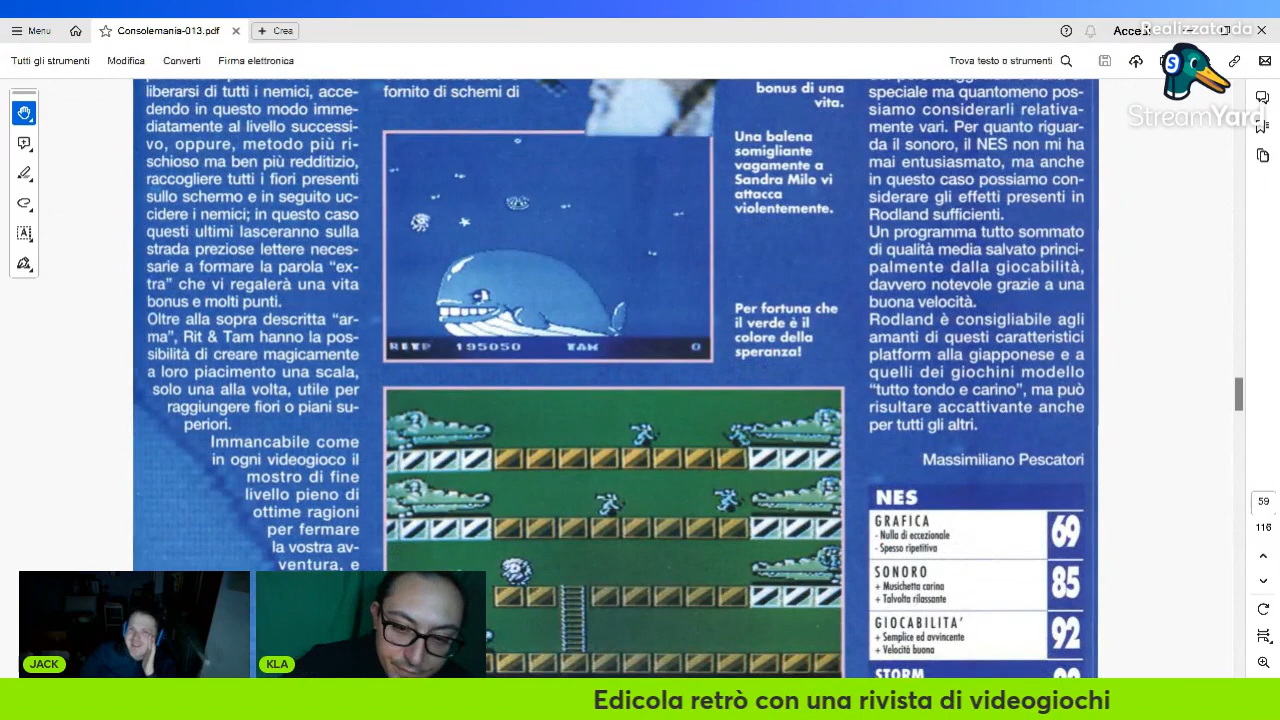 Menu
Consolemania-013.pdf
Crea
Realizzato da
Tutti gli strumenti
Modifica
Converti
Firma elettronica
Trova testo o strumenti
StreamYard
liberarsi di tutti i nemici, acce-
dendo in questo modo imme-
diatamente al livello successi-
vo, oppure, metodo più ri-
schioso ma ben più redditizio,
raccogliere tutti i fiori presenti
sullo schermo e in seguito uc-
cidere i nemici; in questo caso
questi ultimi lasceranno sulla
strada preziose lettere neces-
sarie a formare la parola “ex-
tra” che vi regalerà una vita
bonus e molti punti.
Oltre alla sopra descritta “ar-
ma”, Rit & Tam hanno la pos-
sibilità di creare magicamente
a loro piacimento una scala,
solo una alla volta, utile per
raggiungere fiori o piani su-
periori.
Immancabile come
in ogni videogioco il
mostro di fine
livello pieno di
ottime ragioni
per fermare
la vostra av-
ventura, e
fornito di schemi di
bonus di una
vita.
Una balena
somigliante
vagamente a
Sandra Milo vi
attacca
violentemente.
195050 TAM 0
Per fortuna che
il verde è il
colore della
speranza!
speciale ma quantomeno pos-
siamo considerarli relativa-
mente vari. Per quanto riguar-
da il sonoro, il NES non mi ha
mai entusiasmato, ma anche
in questo caso possiamo con-
siderare gli effetti presenti in
Rodland sufficienti.
Un programma tutto sommato
di qualità media salvato princi-
palmente dalla giocabilità,
davvero notevole grazie a una
buona velocità.
Rodland è consigliabile agli
amanti di questi caratteristici
platform alla giapponese e a
quelli dei giochini modello
“tutto tondo e carino”, ma può
risultare accattivante anche
per tutti gli altri.
Massimiliano Pescatori
NES
GRAFICA
- Nulla di eccezionale
- Spesso ripetitiva
69
SONORO
+ Musichetta carina
+ Talvolta rilassante
85
GIOCABILITA'
+ Semplice ed avvincente
+ Velocità buona
92
STORM
59
116
JACK
KLA
Edicola retrò con una rivista di videogiochi